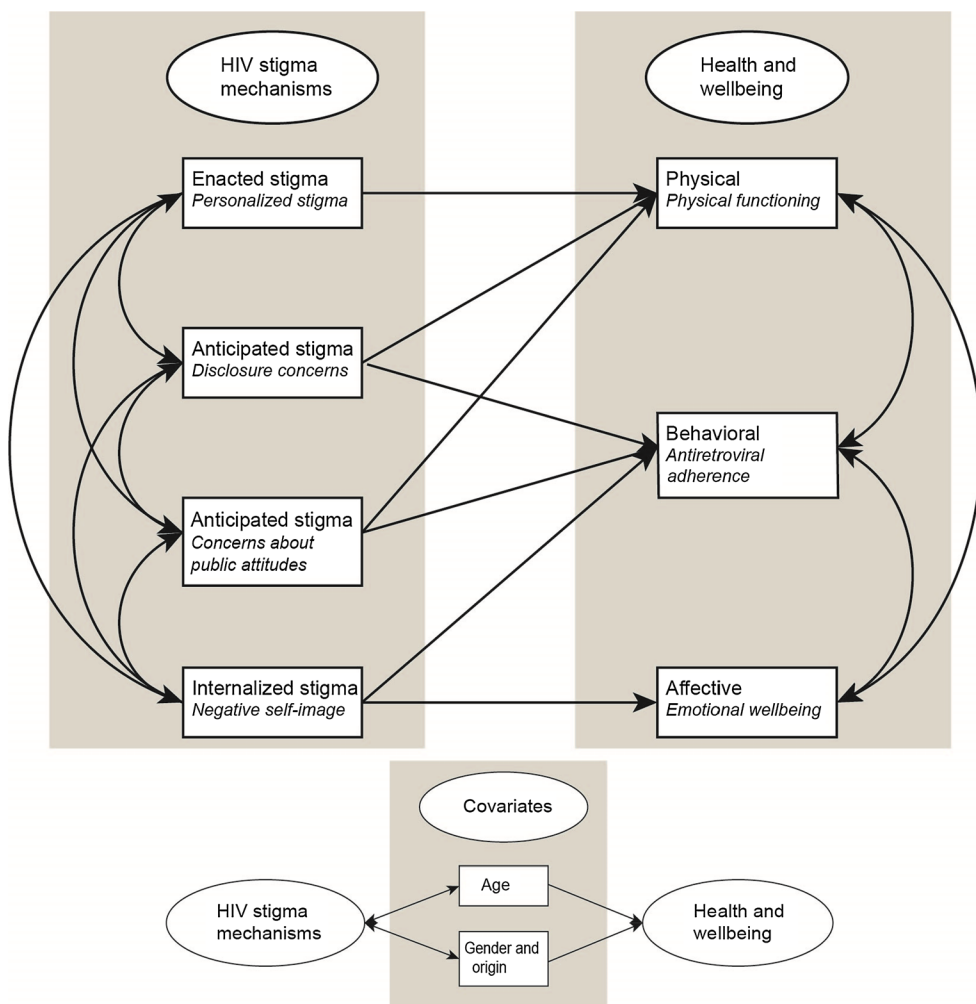 HIV stigma
mechanisms
Health and
wellbeing
Enacted stigma
Personalized stigma
Physical
Physical functioning
Anticipated stigma
Disclosure concerns
Behavioral
Antiretroviral
adherence
Anticipated stigma
Concerns about
public attitudes
Internalized stigma
Negative self-image
Affective
Emotional wellbeing
Covariates
Age
HIV stigma
mechanisms
Health and
wellbeing
Gender and
origin